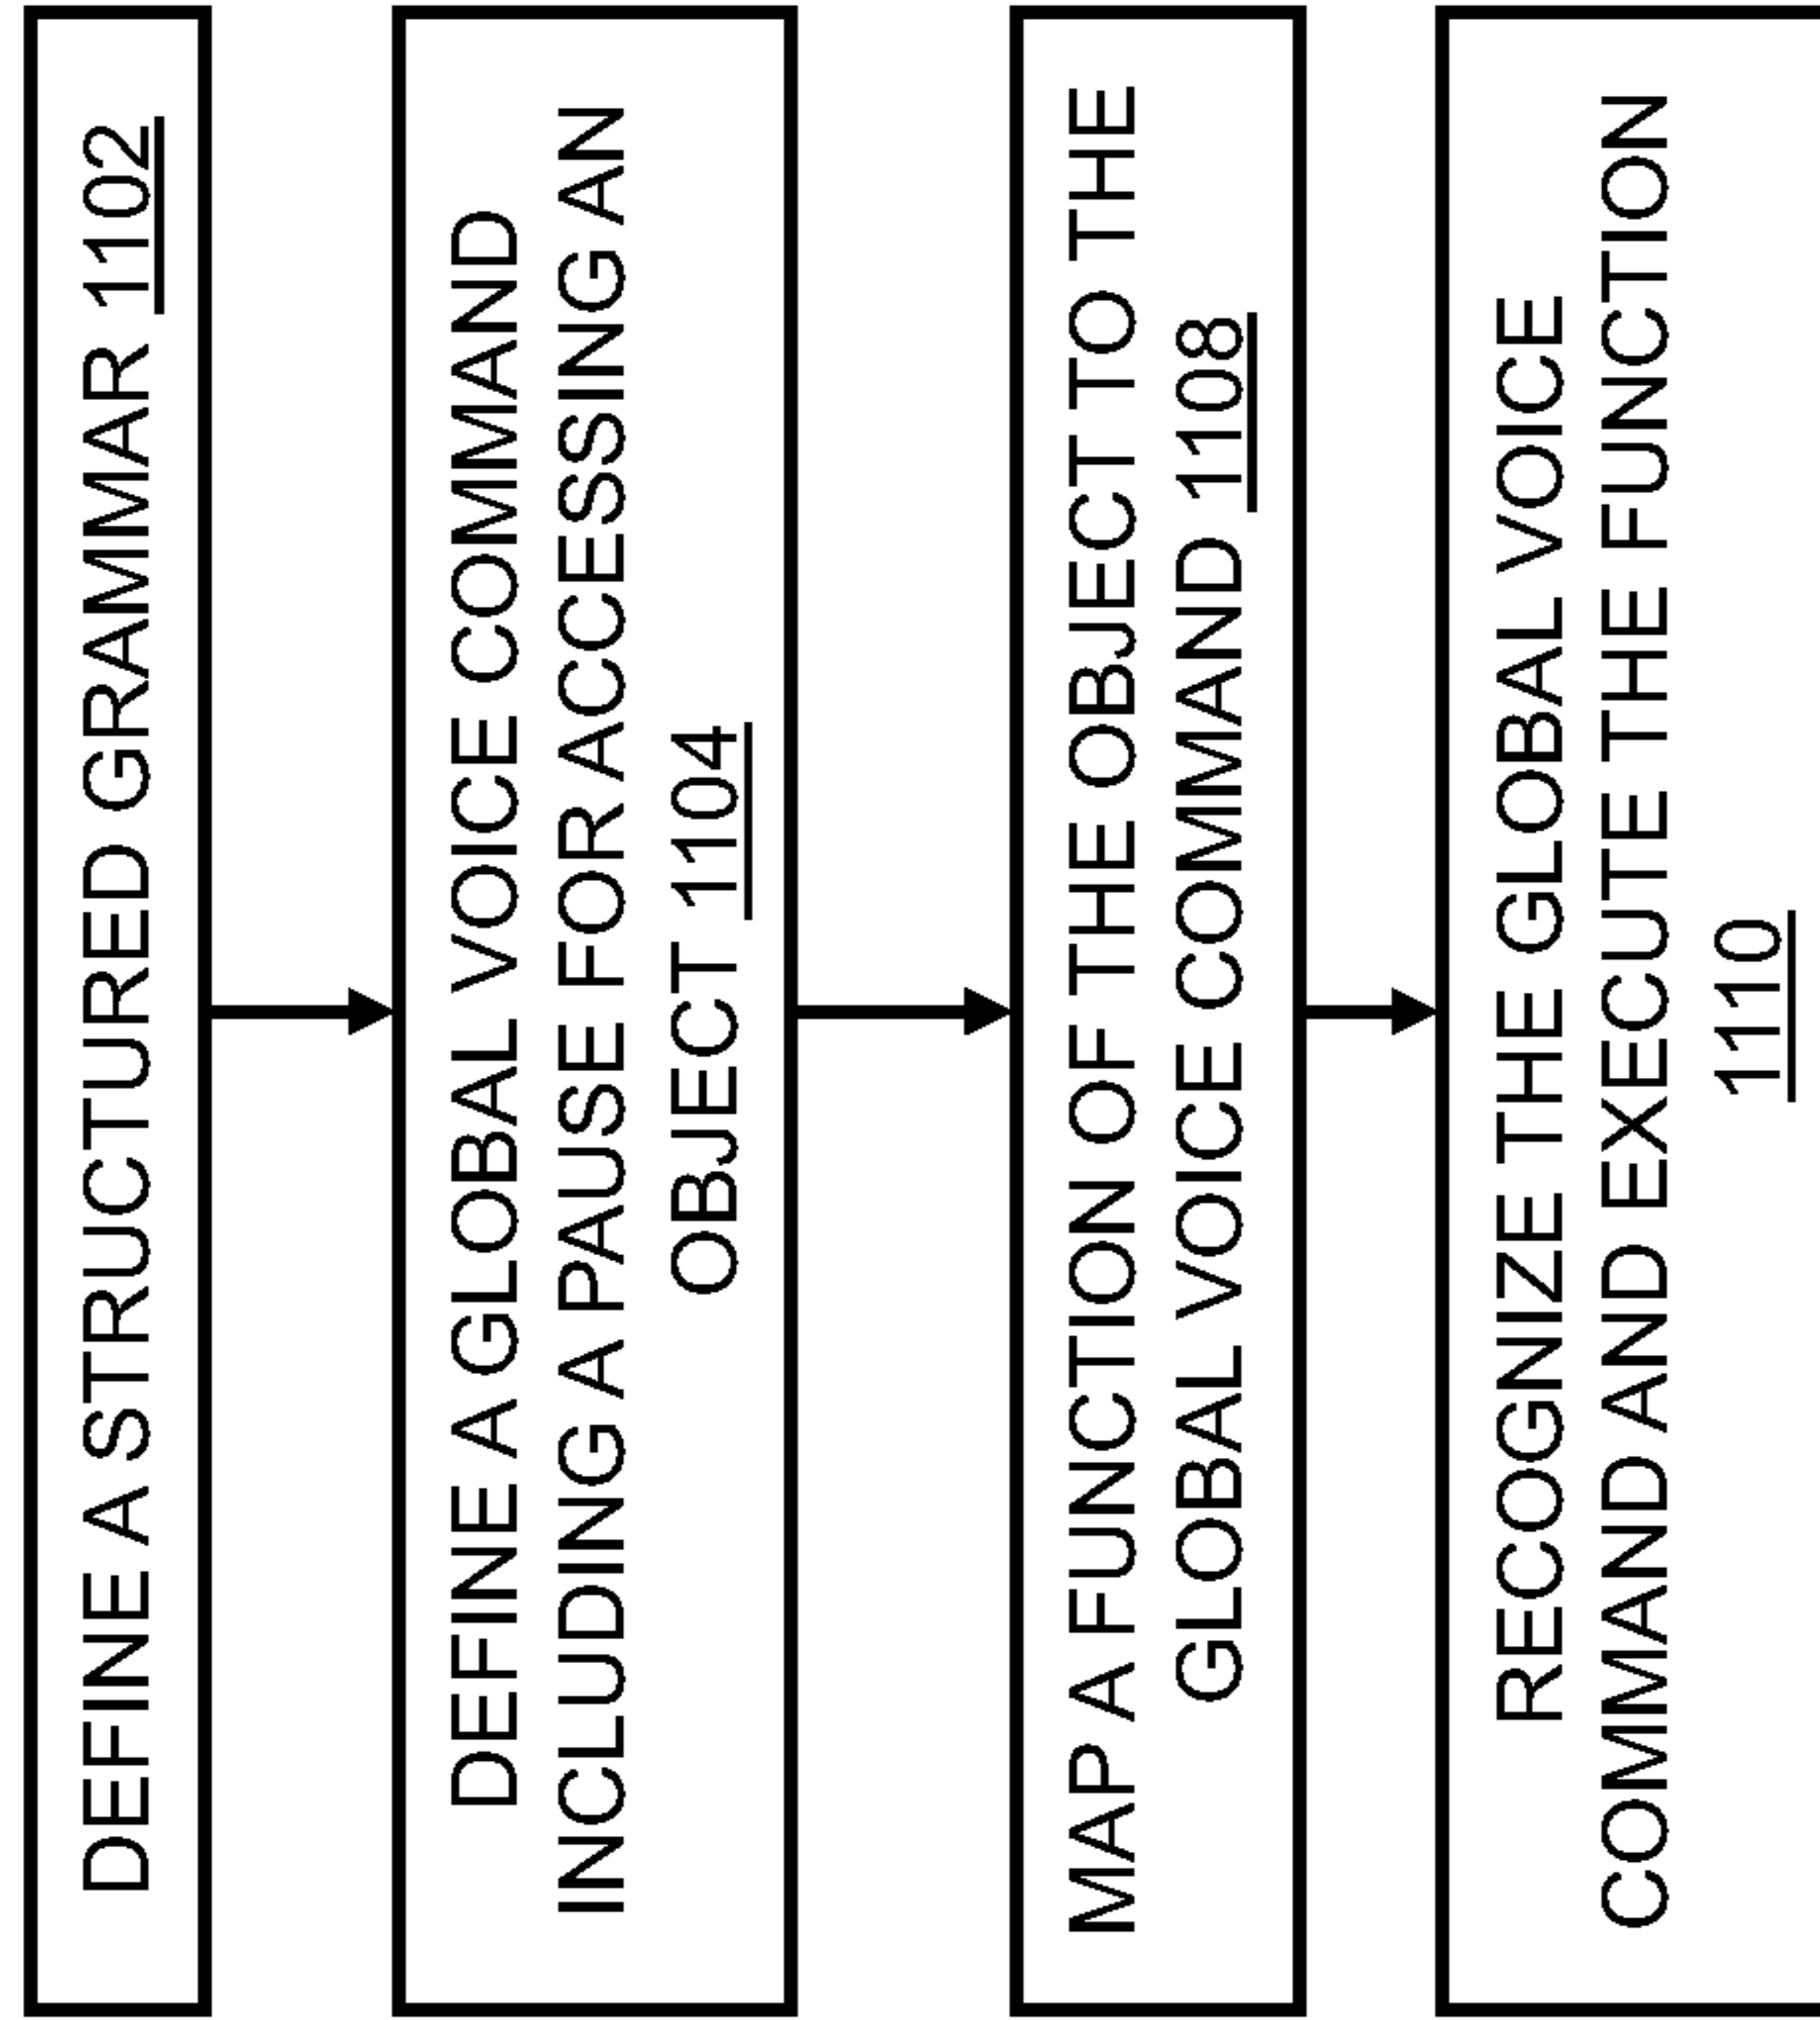 DEFINE A STRUCTURED GRAMMAR 1102
DEFINE A GLOBAL VOICE COMMAND
INCLUDING A PAUSE FOR ACCESSING AN
OBJECT 1104
MAP A FUNCTION OF THE OBJECT TO THE
GLOBAL VOICE COMMAND 1108
RECOGNIZE THE GLOBAL VOICE
COMMAND AND EXECUTE THE FUNCTION
1110